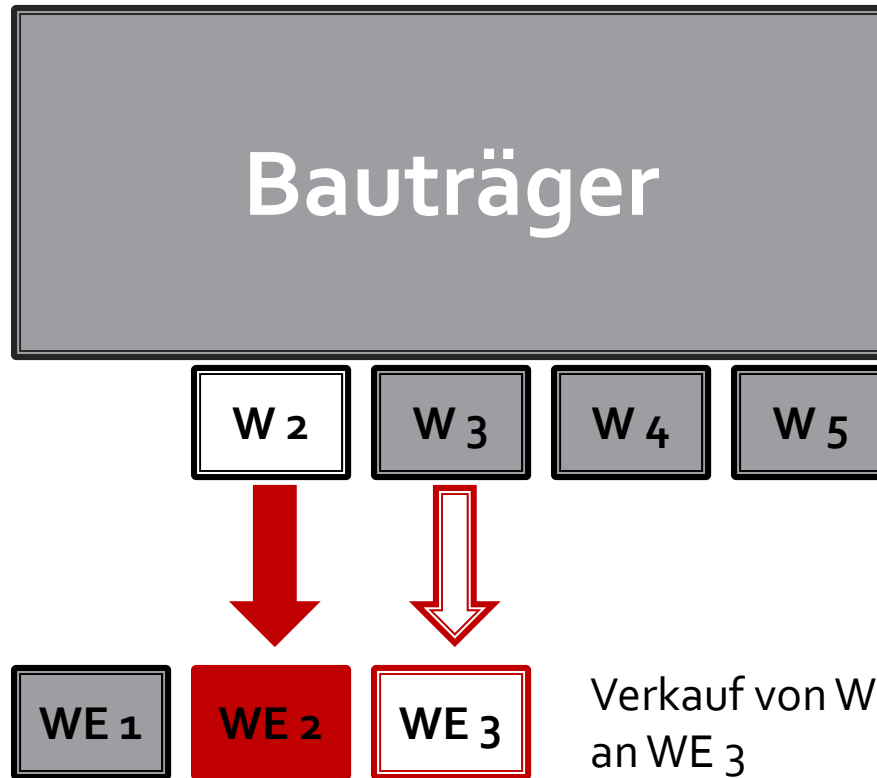 Bauträger
W 2 W 3 W 4 W 5
WE 1 WE 2 WE 3
Verkauf von W
an WE 3